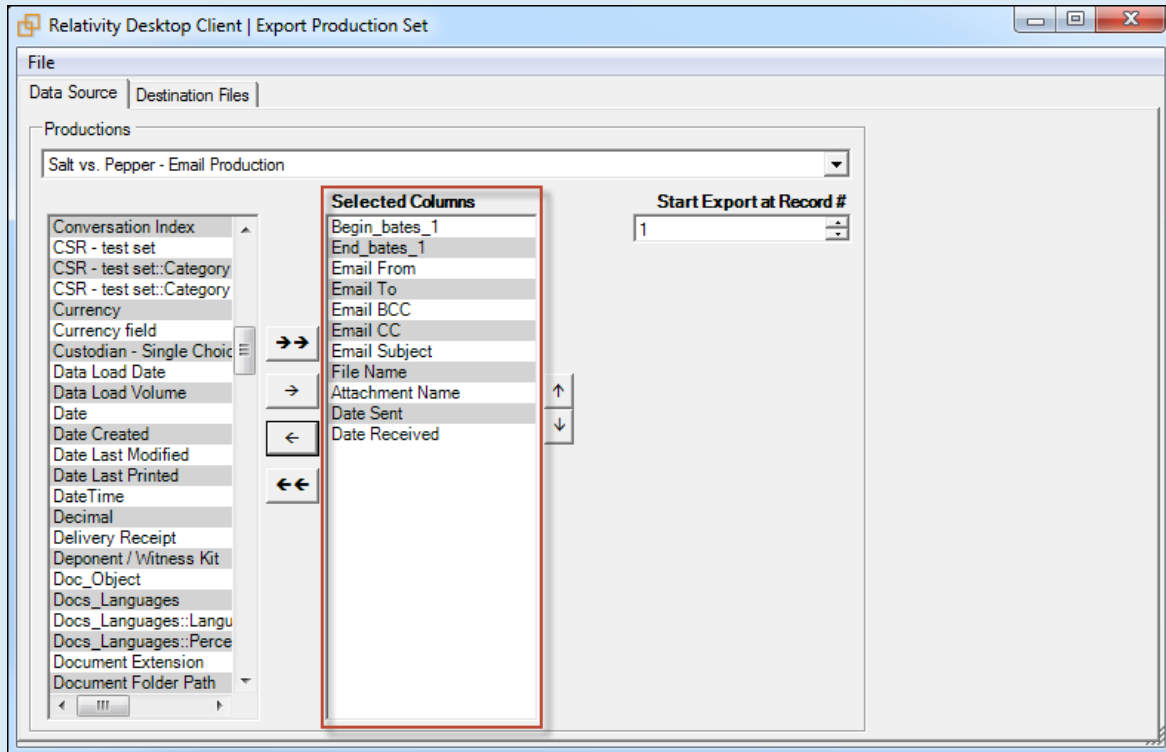 Relativity Desktop Client | Export Production Set
File
Data Source
Destination Files
Productions
Salt vs. Pepper - Email Production
Conversation Index
CSR - test set
CSR - test set::Category
CSR - test set::Category
Currency
Currency field
Custodian - Single Choic
Data Load Date
Data Load Volume
Date
Date Created
Date Last Modified
Date Last Printed
DateTime
Decimal
Delivery Receipt
Deponent / Witness Kit
Doc_Object
Docs_Languages
Docs_Languages::Langu
Docs_Languages::Perce
Document Extension
Document Folder Path
Selected Columns
Begin_bates_1
End_bates_1
Email From
Email To
Email BCC
Email CC
Email Subject
File Name
Attachment Name
Date Sent
Date Received
Start Export at Record #
1